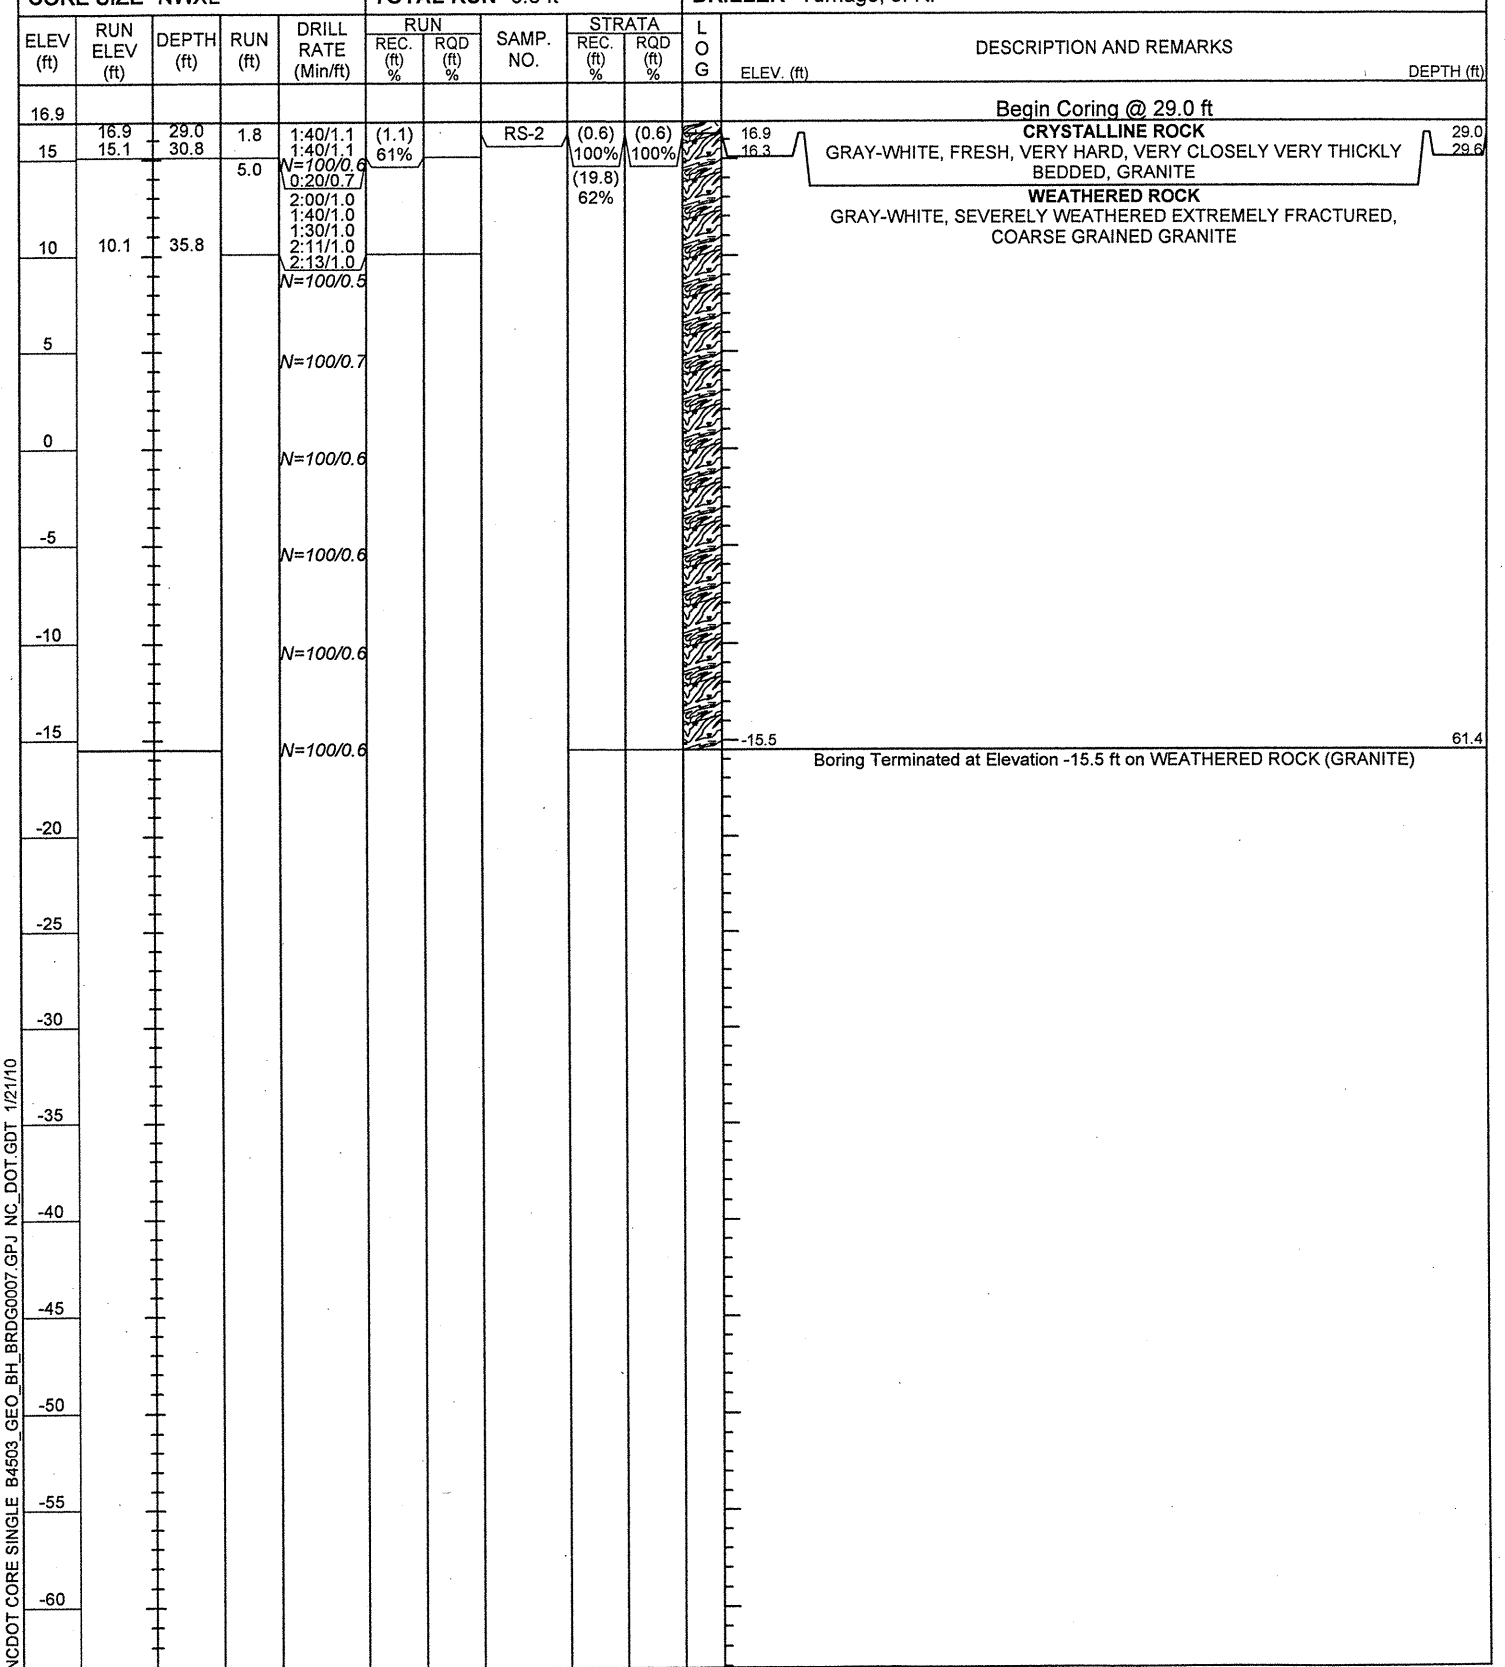 ELEV (ft)
RUN ELEV (ft)
DEPTH (ft)
RUN (ft)
DRILL RATE (Min/ft)
RUN
REC. (ft) %
RQD (ft) %
SAMP. NO.
STRATA
REC. (ft) %
RQD (ft) %
L O G
DESCRIPTION AND REMARKS
ELEV. (ft)
DEPTH (ft)
16.9
Begin Coring @ 29.0 ft
16.9 29.0 1.8 1:40/1.1 (1.1) RS-2 (0.6) (0.6) 16.9 CRYSTALLINE ROCK 29.0
15 15.1 30.8 1:40/1.1 61% 100% 100% 16.3 GRAY-WHITE, FRESH, VERY HARD, VERY CLOSELY VERY THICKLY 29.6
5.0 N=100/0.6 BEDDED, GRANITE
0:20/0.7 (19.8)
2:00/1.0 62% WEATHERED ROCK
1:40/1.0 GRAY-WHITE, SEVERELY WEATHERED EXTREMELY FRACTURED,
1:30/1.0 COARSE GRAINED GRANITE
10 10.1 35.8 2:11/1.0
2:13/1.0
N=100/0.5
5
N=100/0.7
0
N=100/0.6
-5
N=100/0.6
-10
N=100/0.6
-15
N=100/0.6 -15.5 61.4
Boring Terminated at Elevation -15.5 ft on WEATHERED ROCK (GRANITE)
-20
-25
-30
-35
-40
-45
-50
-55
-60
NCDOT CORE SINGLE B4503_GEO_BH_BRDG0007.GPJ NC_DOT.GDT 1/21/10